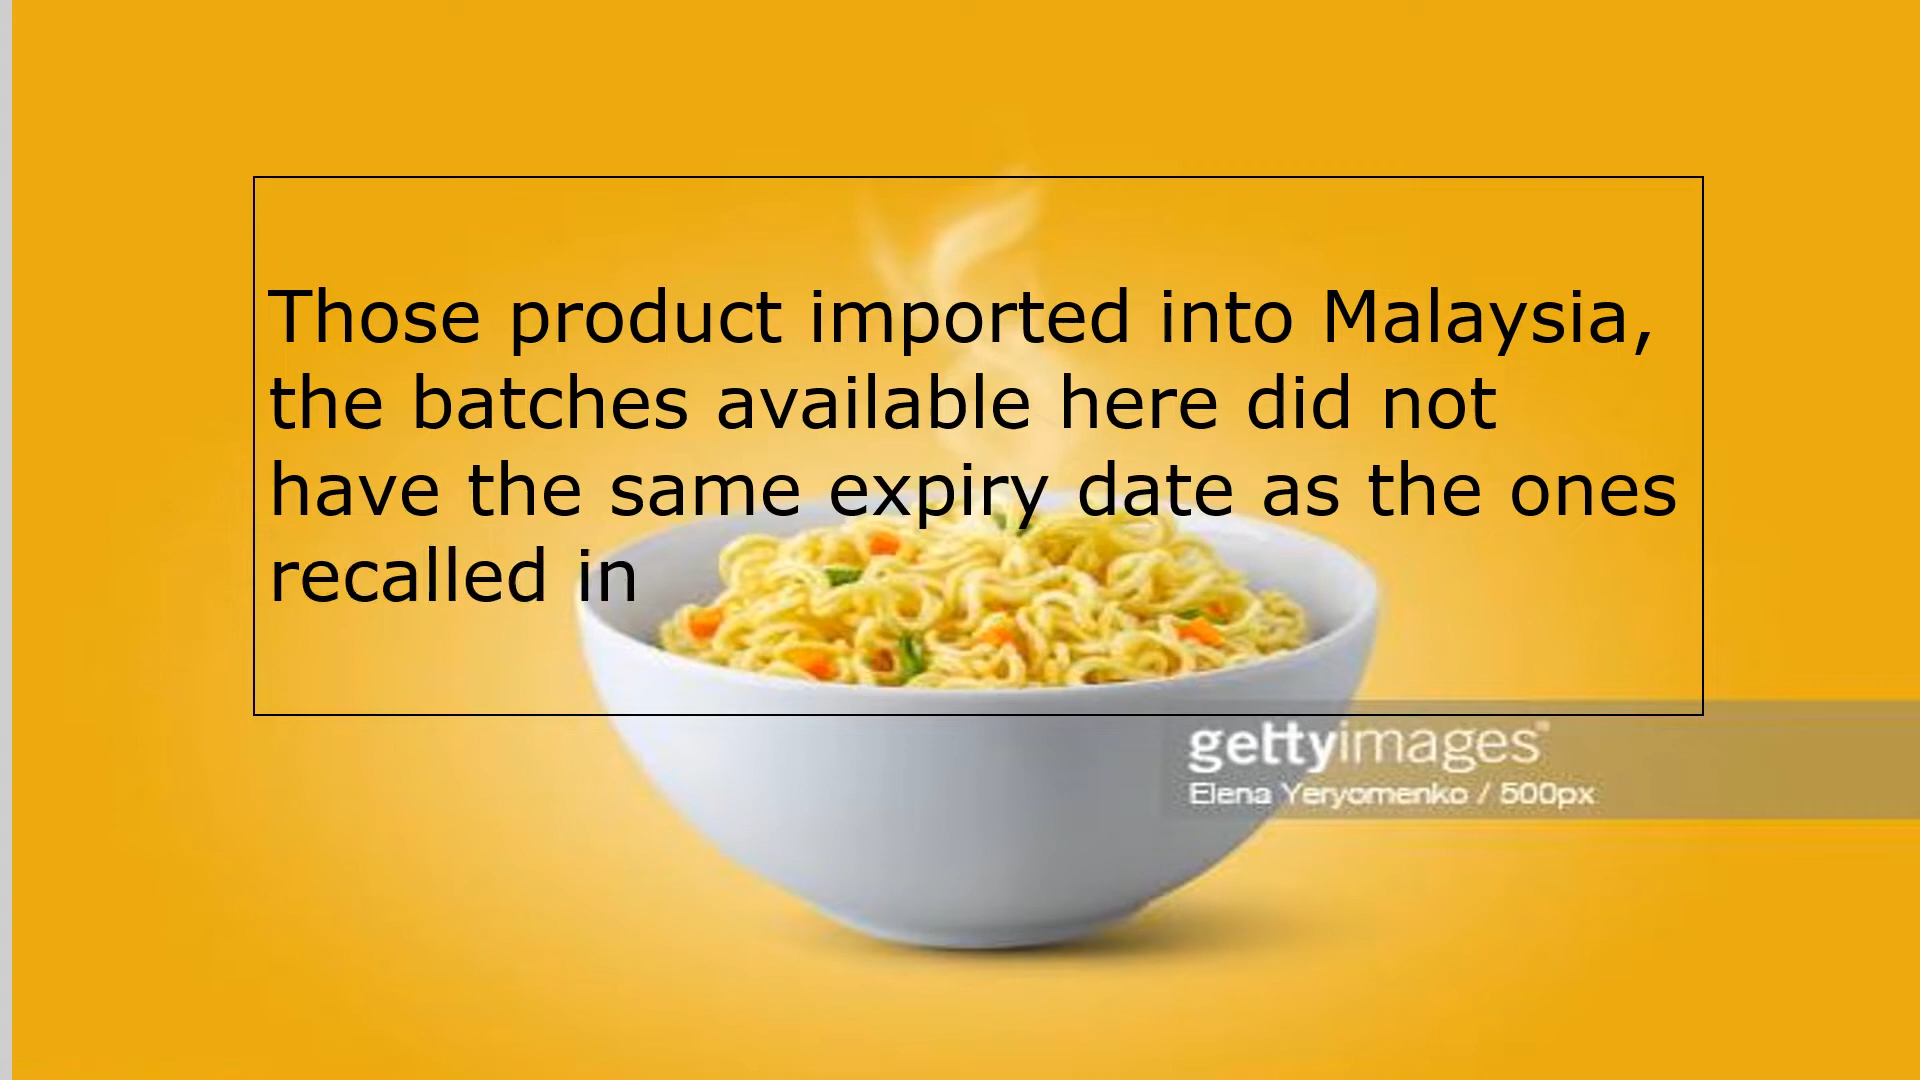 Those product imported into Malaysia,
the batches available here did not
have the same expiry date as the ones
recalled in
gettyimages®
Elena Yeryomenko / 500px